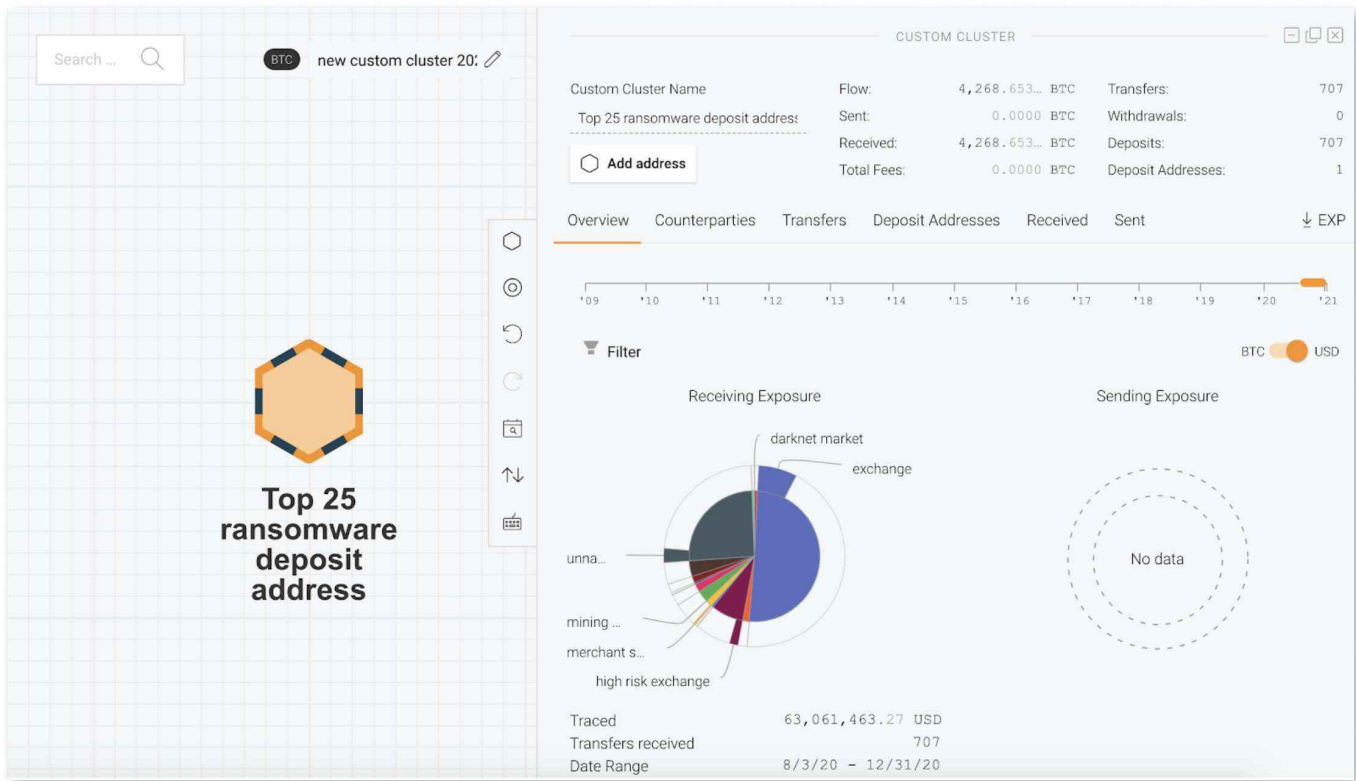 Search ...
BTC new custom cluster 202
CUSTOM CLUSTER
Custom Cluster Name
Top 25 ransomware deposit address
Add address
Flow: 4,268.653… BTC
Sent: 0.0000 BTC
Received: 4,268.653… BTC
Total Fees: 0.0000 BTC
Transfers: 707
Withdrawals: 0
Deposits: 707
Deposit Addresses: 1
Overview Counterparties Transfers Deposit Addresses Received Sent EXP
'09 '10 '11 '12 '13 '14 '15 '16 '17 '18 '19 '20 '21
Filter
BTC USD
Receiving Exposure
Sending Exposure
darknet market
exchange
unna...
mining ...
merchant s...
high risk exchange
No data
Top 25
ransomware
deposit
address
Traced 63,061,463.27 USD
Transfers received 707
Date Range 8/3/20 – 12/31/20